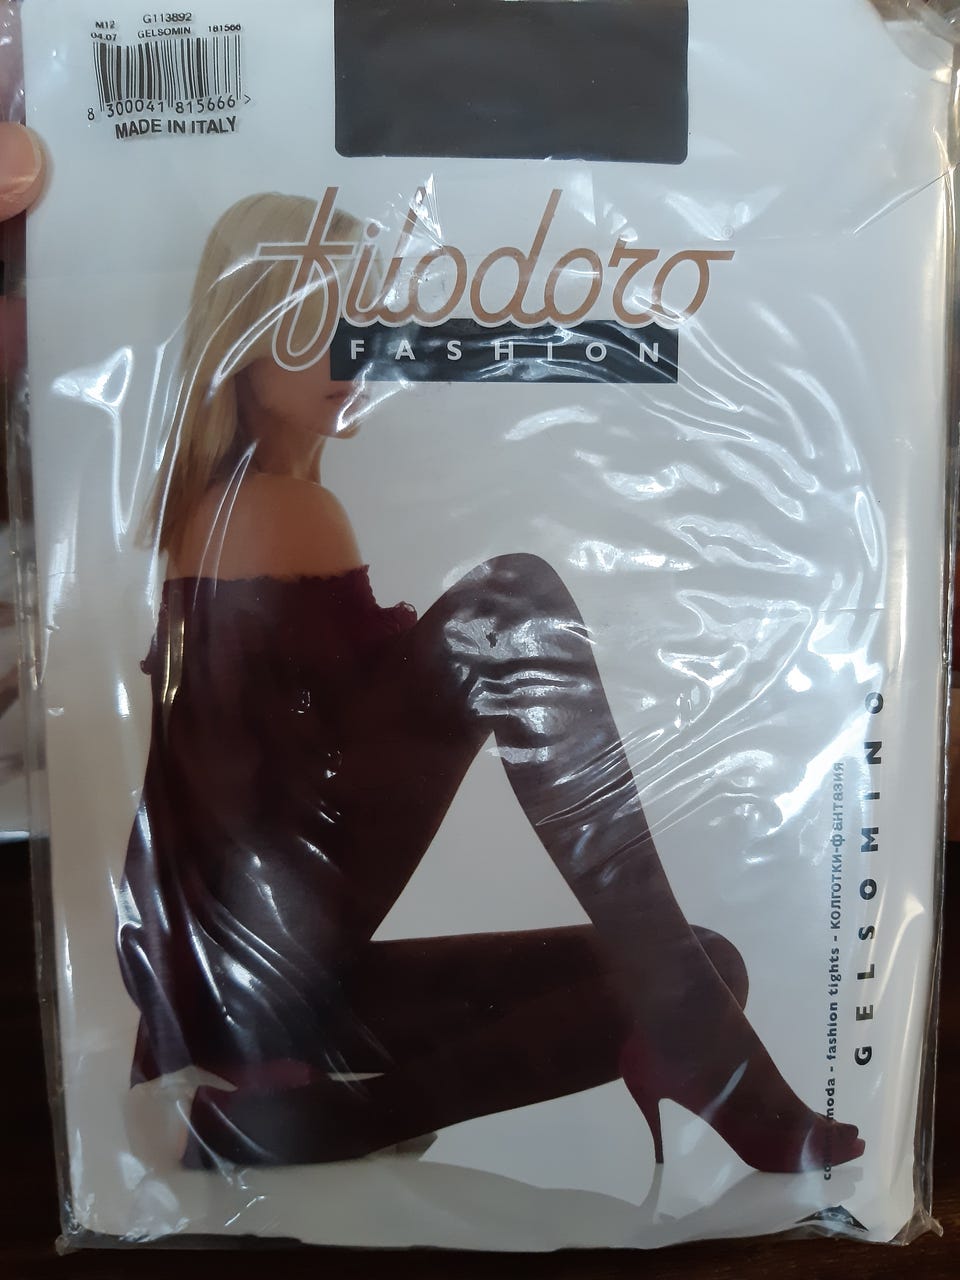 M12 G113892
04.07 GELSOMIN 181566
8 300041 815666 >
MADE IN ITALY
filodoro ®
FASHION
GELSOMINO
moda - fashion tights - колготки-фантазия